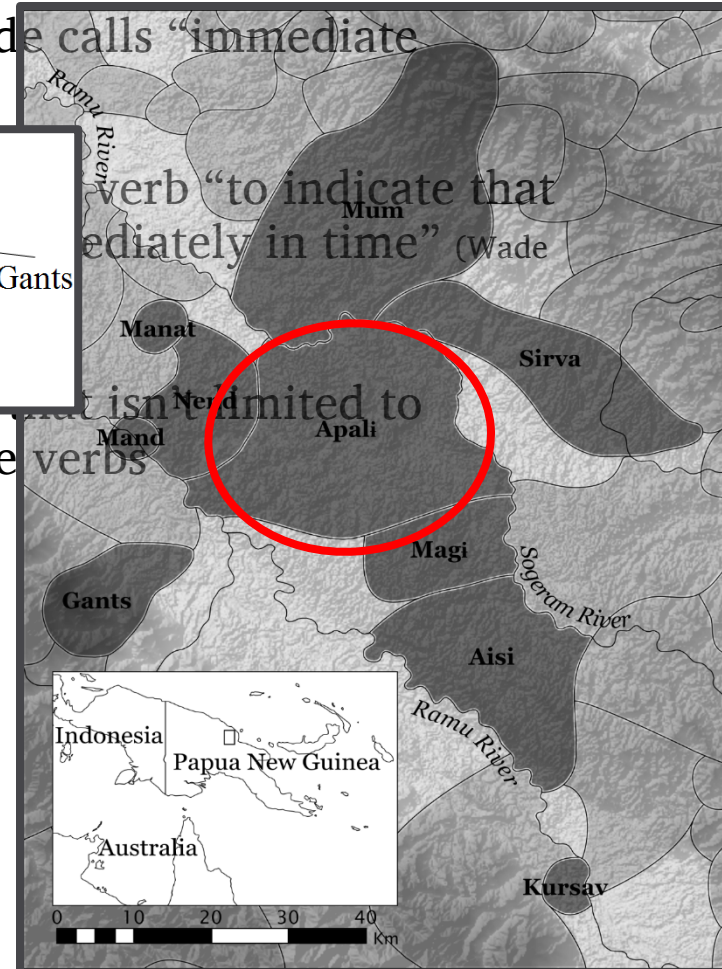 de calls “immediate
Ramu River
verb “to indicate that
Mum
ediately in time” (Wade
Gants
Manat
Sirva
that isn’t limited to
Nend
Apali
Mand
e verbs
Magi
Sogeram River
Gants
Aisi
Ramu River
Indonesia
Papua New Guinea
Australia
Kursav
0 10 20 30 40
Km